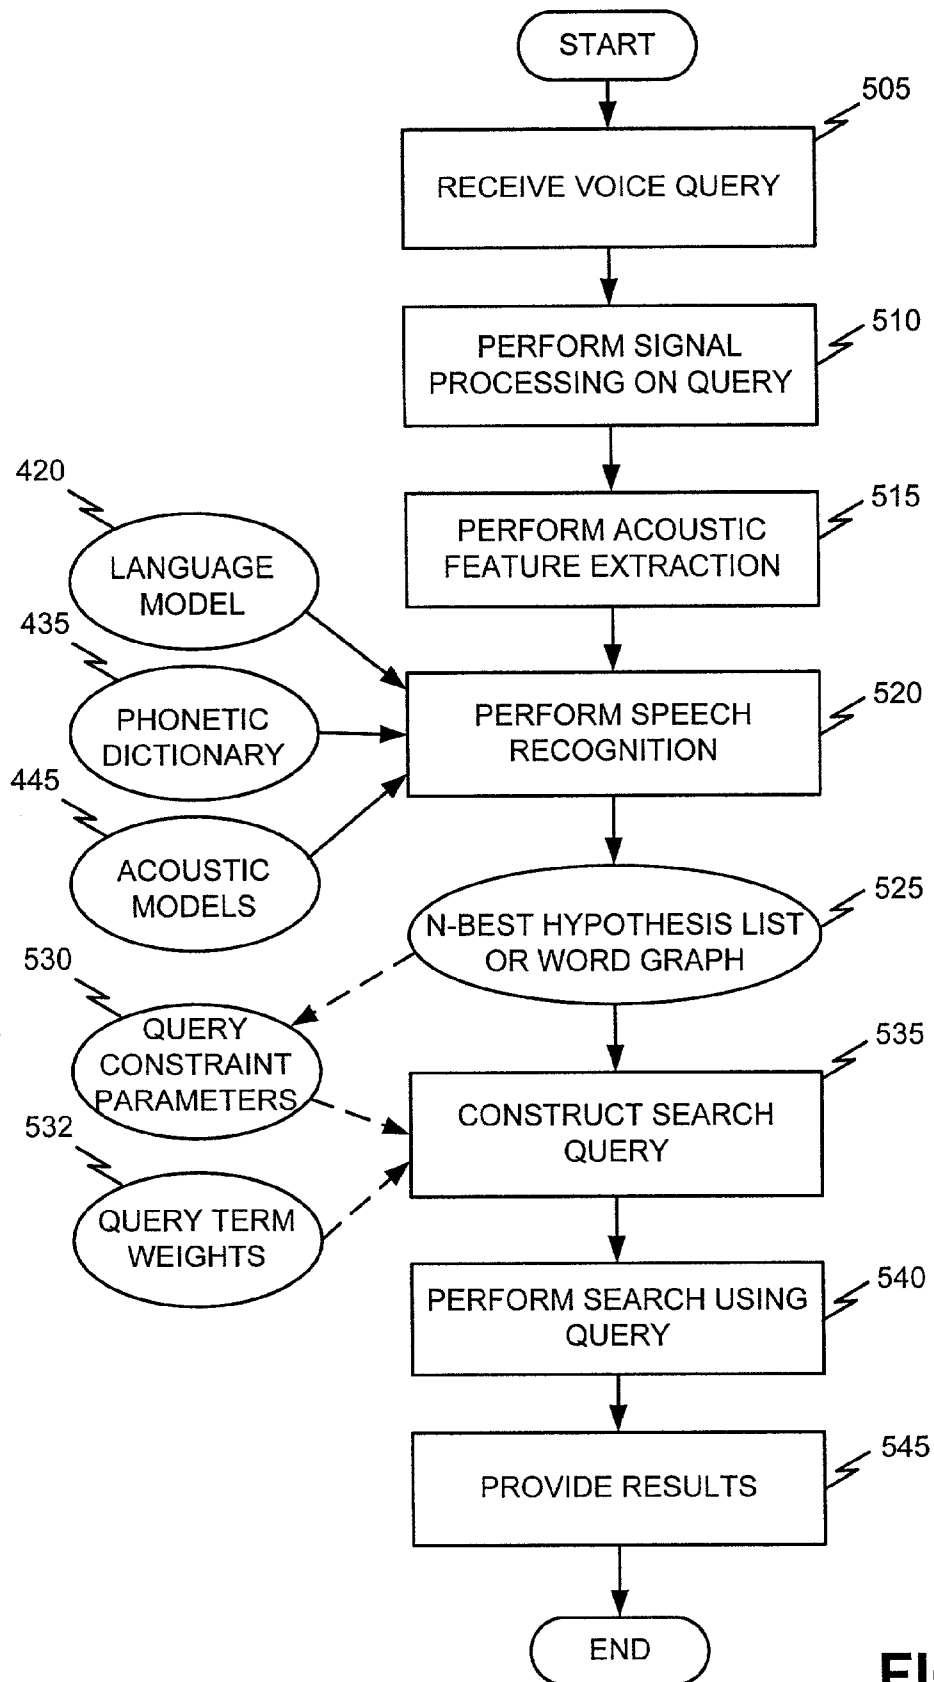 START
505
RECEIVE VOICE QUERY
510
PERFORM SIGNAL
PROCESSING ON QUERY
420
515
PERFORM ACOUSTIC
FEATURE EXTRACTION
LANGUAGE
MODEL
435
520
PERFORM SPEECH
RECOGNITION
PHONETIC
DICTIONARY
445
ACOUSTIC
MODELS
525
N-BEST HYPOTHESIS LIST
OR WORD GRAPH
530
QUERY
CONSTRAINT
PARAMETERS
535
CONSTRUCT SEARCH
QUERY
532
QUERY TERM
WEIGHTS
540
PERFORM SEARCH USING
QUERY
545
PROVIDE RESULTS
END